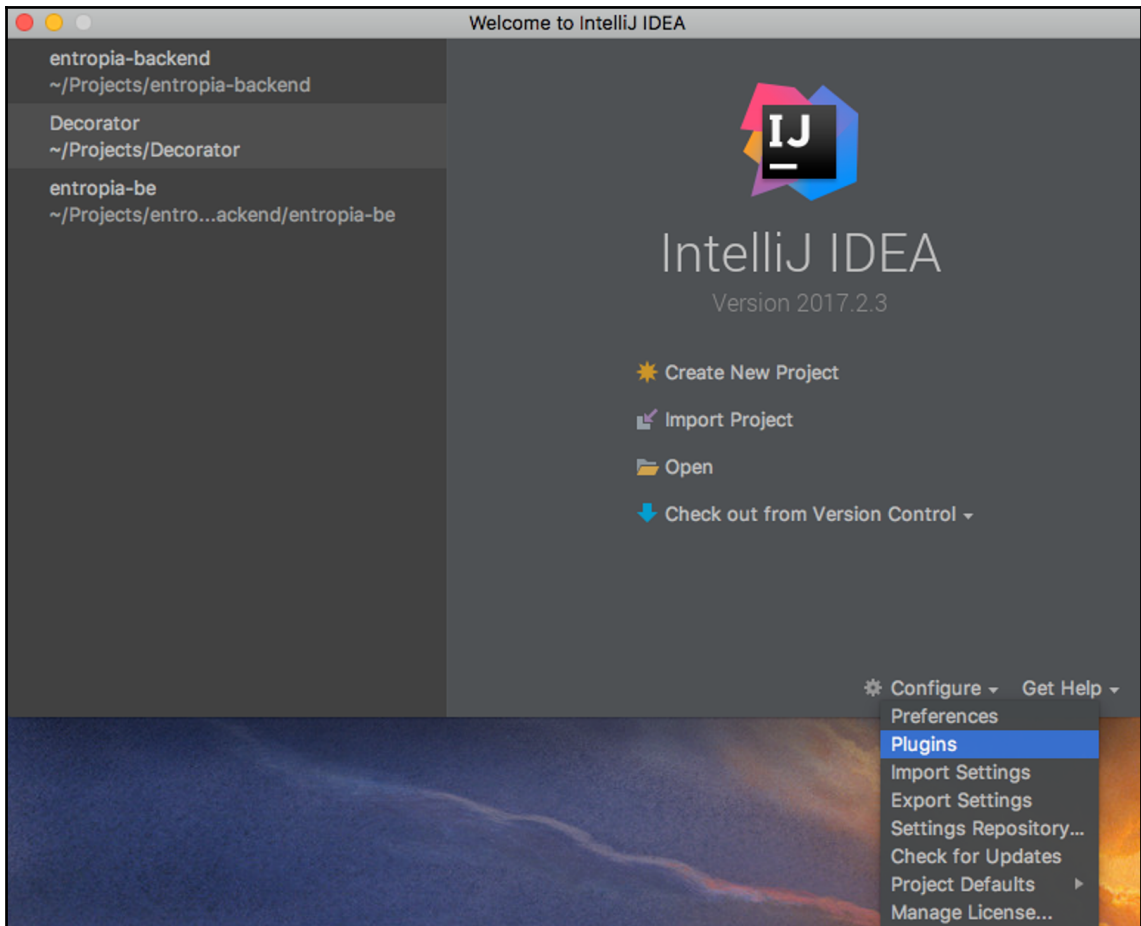 Welcome to IntelliJ IDEA
entropia-backend
~/Projects/entropia-backend
Decorator
~/Projects/Decorator
entropia-be
~/Projects/entro...ackend/entropia-be
IJ
IntelliJ IDEA
Version 2017.2.3
Create New Project
Import Project
Open
Check out from Version Control
Configure Get Help
Preferences
Plugins
Import Settings
Export Settings
Settings Repository...
Check for Updates
Project Defaults
Manage License...